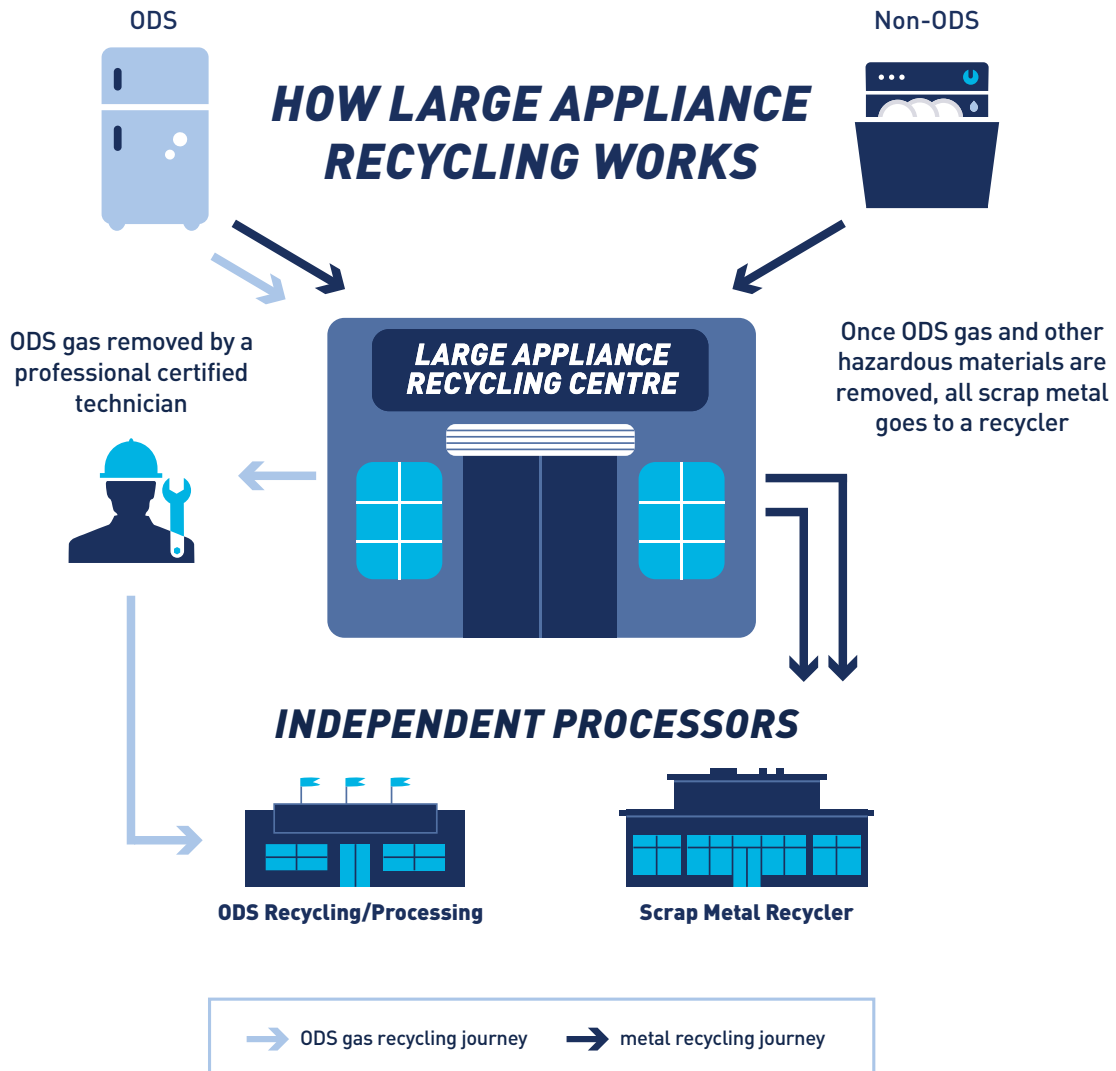 ODS
Non-ODS
HOW LARGE APPLIANCE
RECYCLING WORKS
ODS gas removed by a
professional certified
technician
LARGE APPLIANCE
RECYCLING CENTRE
Once ODS gas and other
hazardous materials are
removed, all scrap metal
goes to a recycler
INDEPENDENT PROCESSORS
ODS Recycling/Processing
Scrap Metal Recycler
ODS gas recycling journey
metal recycling journey